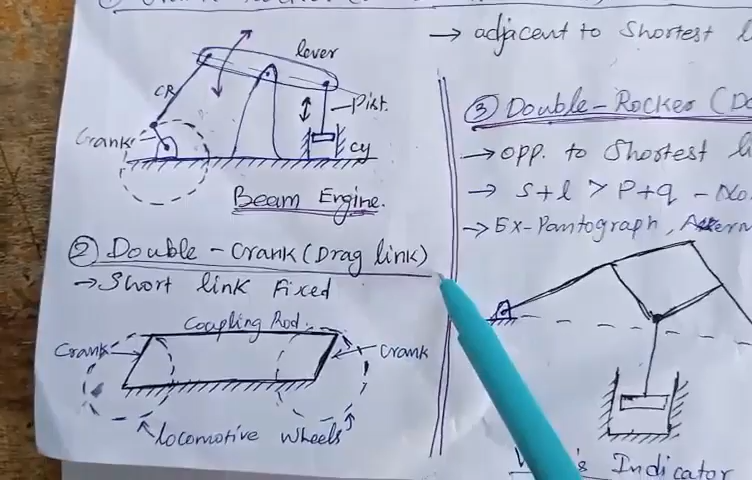 → adjacent to Shortest
lever
CR
Pist.
Crank
cy
Beam Engine.
② Double - Crank (Drag link)
→ Short link Fixed
Coupling Rod
Crank
Crank
locomotive wheels
③ Double-Rocker
→ opp. to Shortest
→ S+l > P+q -
→ Ex-Pantograph,
Indicator